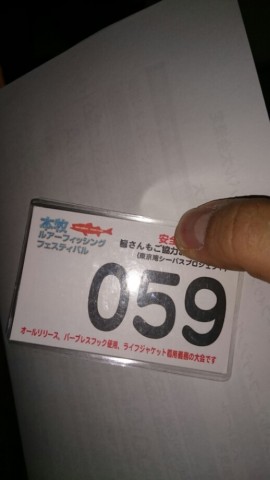 本牧
ルアーフィッシング
フェスティバル
安全
皆さんもご協力
(東京湾シーバスプロジェクト)
059
オールリリース、バーブレスフック使用、ライフジャケット着用義務の大会です